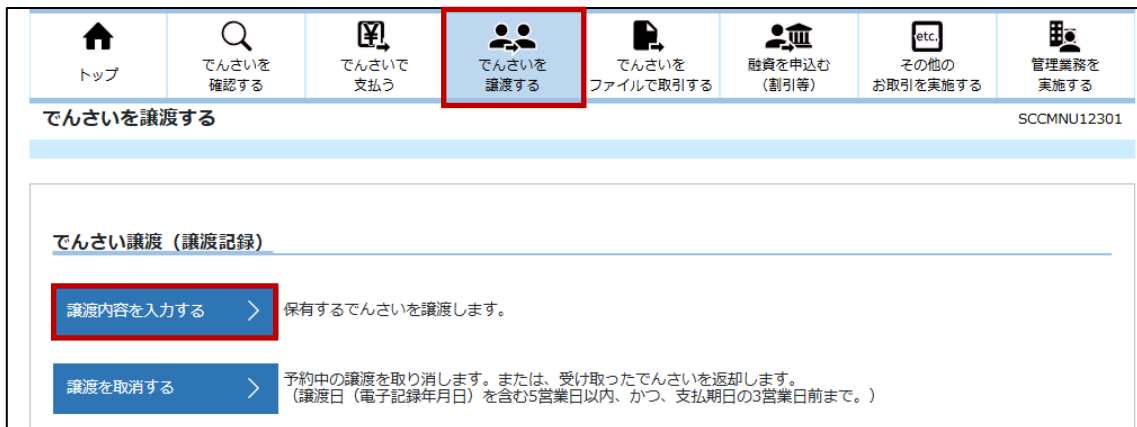 トップ
でんさいを
確認する
でんさいで
支払う
でんさいを
譲渡する
でんさいを
ファイルで取引する
融資を申込む
(割引等)
etc.
その他の
お取引を実施する
管理業務を
実施する
でんさいを譲渡する
SCCMNU12301
でんさい譲渡（譲渡記録）
譲渡内容を入力する
保有するでんさいを譲渡します。
譲渡を取消する
予約中の譲渡を取り消します。または、受け取ったでんさいを返却します。
（譲渡日（電子記録年月日）を含む5営業日以内、かつ、支払期日の3営業日前まで。）